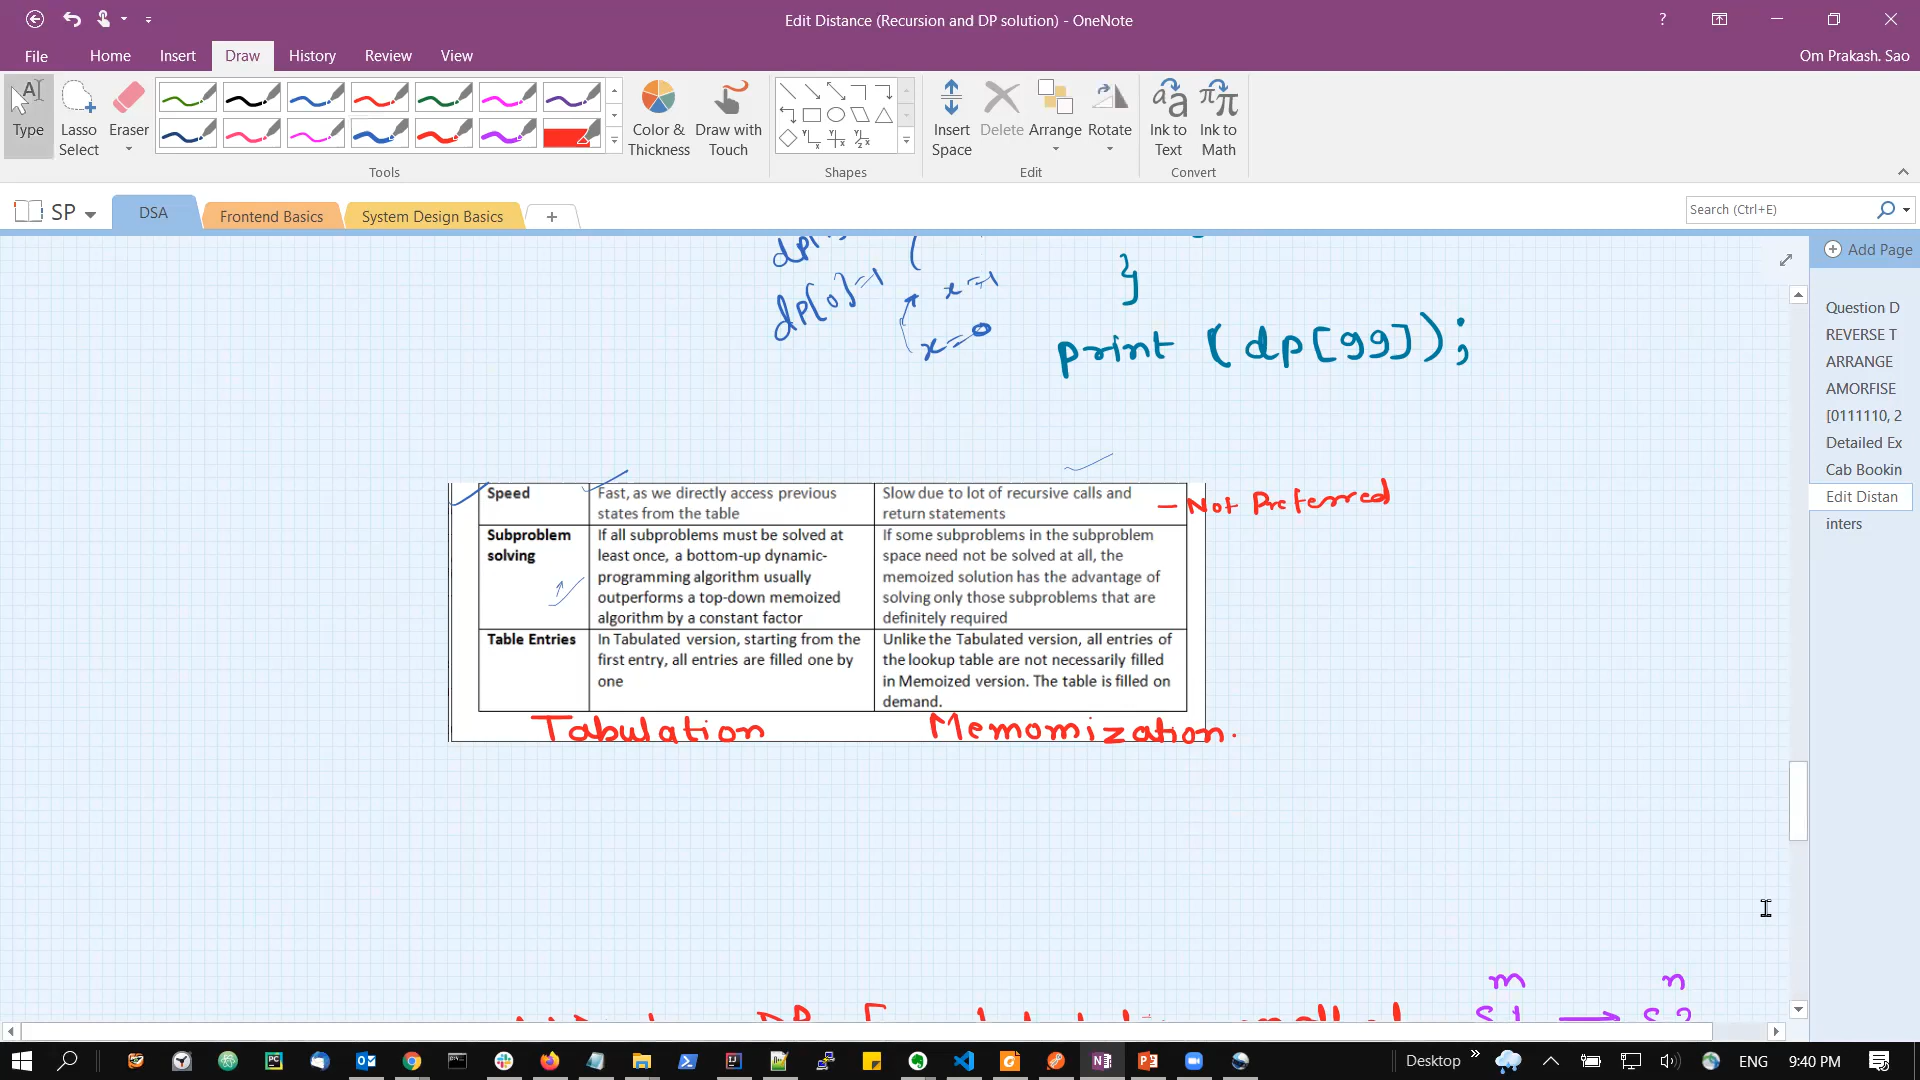 Edit Distance (Recursion and DP solution) - OneNote
?
File
Home
Insert
Draw
History
Review
View
Om Prakash. Sao
Type
Lasso
Select
Eraser
Color &
Thickness
Draw with
Touch
Insert
Space
Delete
Arrange
Rotate
Ink to
Text
Ink to
Math
Tools
Shapes
Edit
Convert
SP
DSA
Frontend Basics
System Design Basics
Search (Ctrl+E)
Add Page
Question D
REVERSE T
ARRANGE
AMORFISE
[0111110, 2
Detailed Ex
Cab Bookin
Edit Distan
inters
}
dp[0]=1
x=1
x=0
print (dp[99]);
Speed
Fast, as we directly access previous
states from the table
Slow due to lot of recursive calls and
return statements
— Not Preferred
Subproblem
solving
If all subproblems must be solved at
least once, a bottom-up dynamic-
programming algorithm usually
outperforms a top-down memoized
algorithm by a constant factor
If some subproblems in the subproblem
space need not be solved at all, the
memoized solution has the advantage of
solving only those subproblems that are
definitely required
Table Entries
In Tabulated version, starting from the
first entry, all entries are filled one by
one
Unlike the Tabulated version, all entries of
the lookup table are not necessarily filled
in Memoized version. The table is filled on
demand.
Tabulation
Memomization.
m
n
S1 → S2
Desktop
ENG
9:40 PM